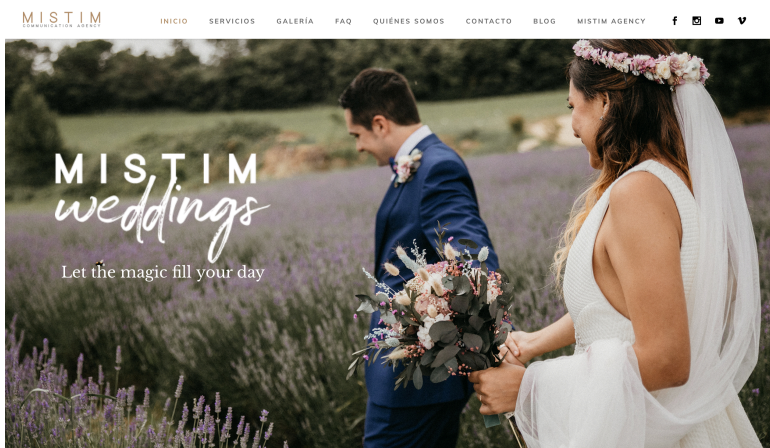 MISTIM
COMMUNICATION AGENCY
INICIO SERVICIOS GALERÍA FAQ QUIÉNES SOMOS CONTACTO BLOG MISTIM AGENCY
MISTIM
weddings
Let the magic fill your day